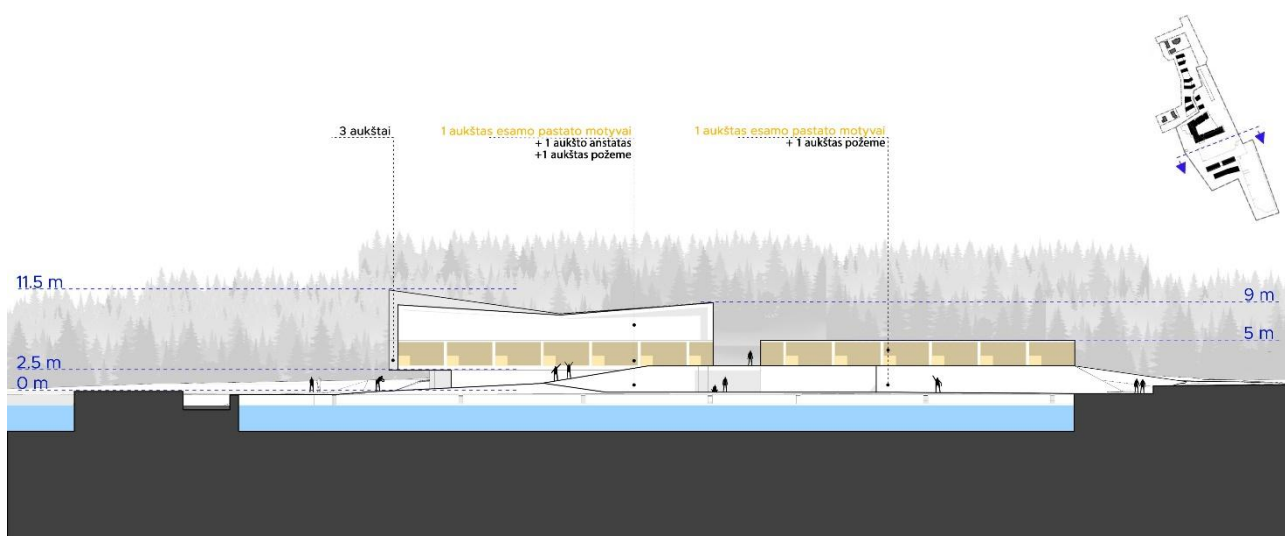 3 aukštai
1 aukštas esamo pastato motyvai
+ 1 aukšto anstatas
+1 aukštas požeme
1 aukštas esamo pastato motyvai
+ 1 aukštas požeme
11.5 m
9 m
5 m
2,5 m
0 m